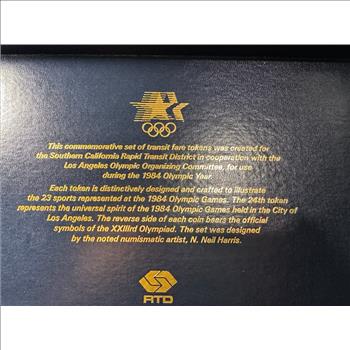 This commemorative set of transit fare tokens was created for
the Southern California Rapid Transit District in cooperation with the
Los Angeles Olympic Organizing Committee, for use
during the 1984 Olympic Year.
Each token is distinctively designed and crafted to illustrate
the 23 sports represented at the 1984 Olympic Games. The 24th token
represents the universal spirit of the 1984 Olympic Games held in the City of
Los Angeles. The reverse side of each coin bears the official
symbols of the XXIIIrd Olympiad. The set was designed
by the noted numismatic artist, N. Neil Harris.
RTD